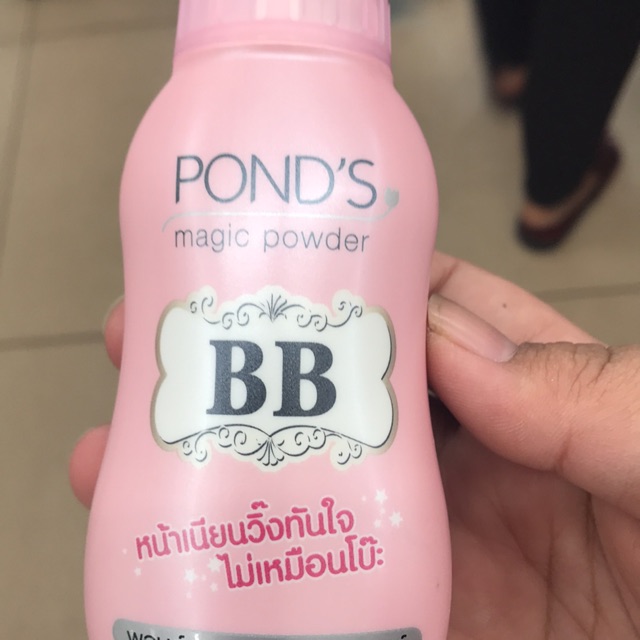 POND'S
magic powder
BB
หน้าเนียนวิ๊งทันใจ
ไม่เหมือนโบ๊ะ